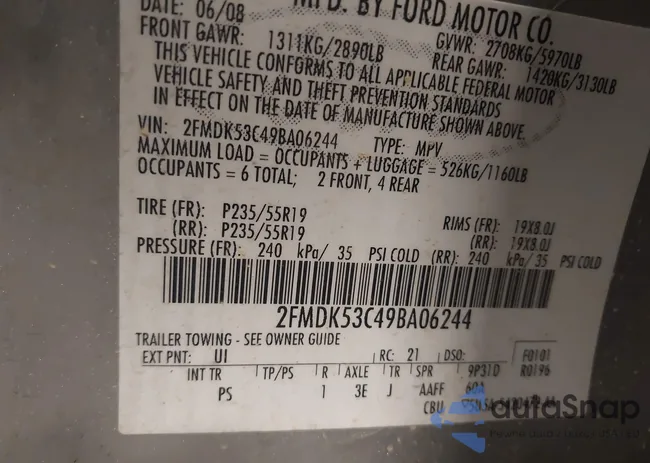 DATE: 06/08 MFD. BY FORD MOTOR CO.
FRONT GAWR: 1311KG/2890LB GVWR: 2708KG/5970LB
REAR GAWR: 1420KG/3130LB
THIS VEHICLE CONFORMS TO ALL APPLICABLE FEDERAL MOTOR
VEHICLE SAFETY AND THEFT PREVENTION STANDARDS
IN EFFECT ON THE DATE OF MANUFACTURE SHOWN ABOVE.
VIN: 2FMDK53C49BA06244 TYPE: MPV
MAXIMUM LOAD = OCCUPANTS + LUGGAGE = 526KG/1160LB
OCCUPANTS = 6 TOTAL; 2 FRONT, 4 REAR
TIRE (FR): P235/55R19 RIMS (FR): 19X8.0J
(RR): P235/55R19 (RR): 19X8.0J
PRESSURE (FR): 240 kPa/ 35 PSI COLD (RR): 240 kPa/ 35 PSI COLD
2FMDK53C49BA06244
TRAILER TOWING - SEE OWNER GUIDE
EXT PNT: UI RC: 21 DSO: F0101
INT TR TP/PS R AXLE TR SPR 9P31D R0196
PS 1 3E J AAFF 60A
CBU
autoSnap